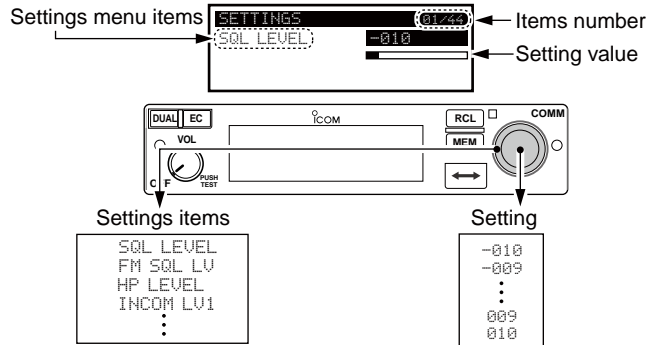 Settings menu items
SETTINGS 01/44
Items number
SQL LEVEL -010
Setting value
DUAL EC
ICOM
RCL
COMM
VOL
MEM
PUSH
TEST
Settings items
Setting
SQL LEVEL
FM SQL LV
HP LEVEL
INCOM LV1
-010
-009
009
010